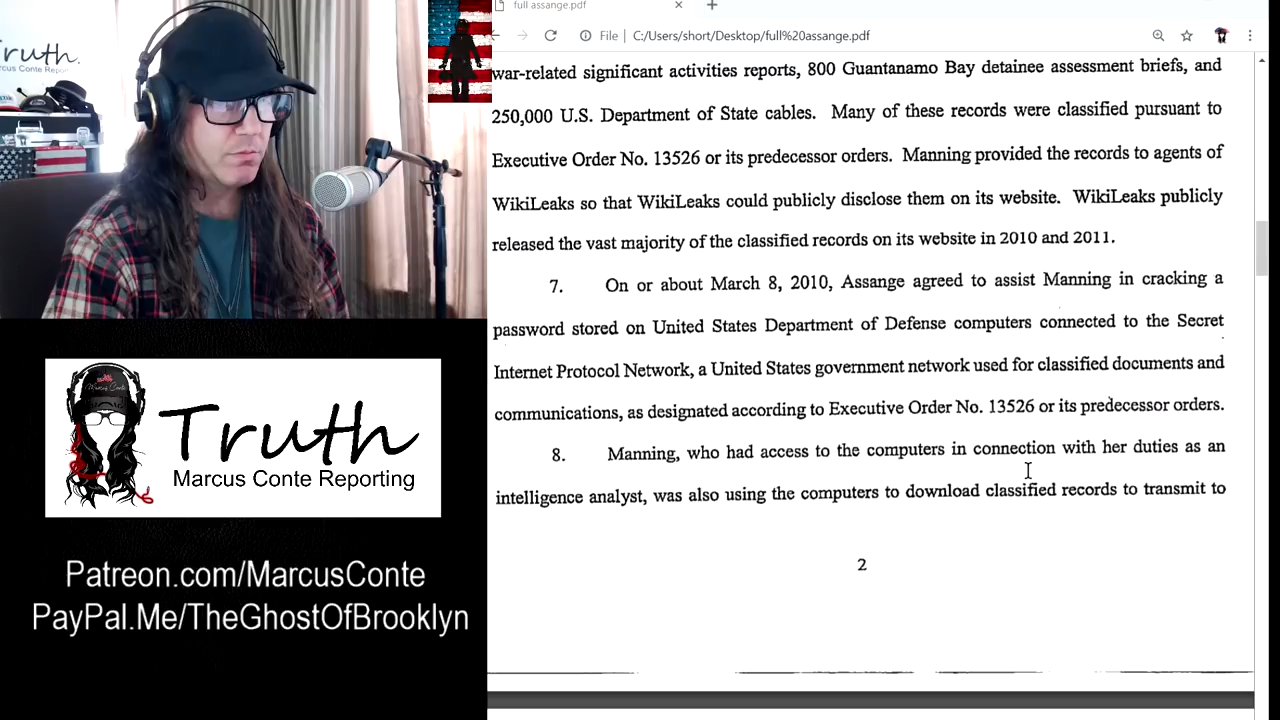 Truth.
Marcus Conte Reporting
full assange.pdf
File | C:/Users/short/Desktop/full%20assange.pdf
war-related significant activities reports, 800 Guantanamo Bay detainee assessment briefs, and
250,000 U.S. Department of State cables. Many of these records were classified pursuant to
Executive Order No. 13526 or its predecessor orders. Manning provided the records to agents of
WikiLeaks so that WikiLeaks could publicly disclose them on its website. WikiLeaks publicly
released the vast majority of the classified records on its website in 2010 and 2011.
7. On or about March 8, 2010, Assange agreed to assist Manning in cracking a
password stored on United States Department of Defense computers connected to the Secret
Internet Protocol Network, a United States government network used for classified documents and
communications, as designated according to Executive Order No. 13526 or its predecessor orders.
8. Manning, who had access to the computers in connection with her duties as an
intelligence analyst, was also using the computers to download classified records to transmit to
2
Truth
Marcus Conte Reporting
Patreon.com/MarcusConte
PayPal.Me/TheGhostOfBrooklyn